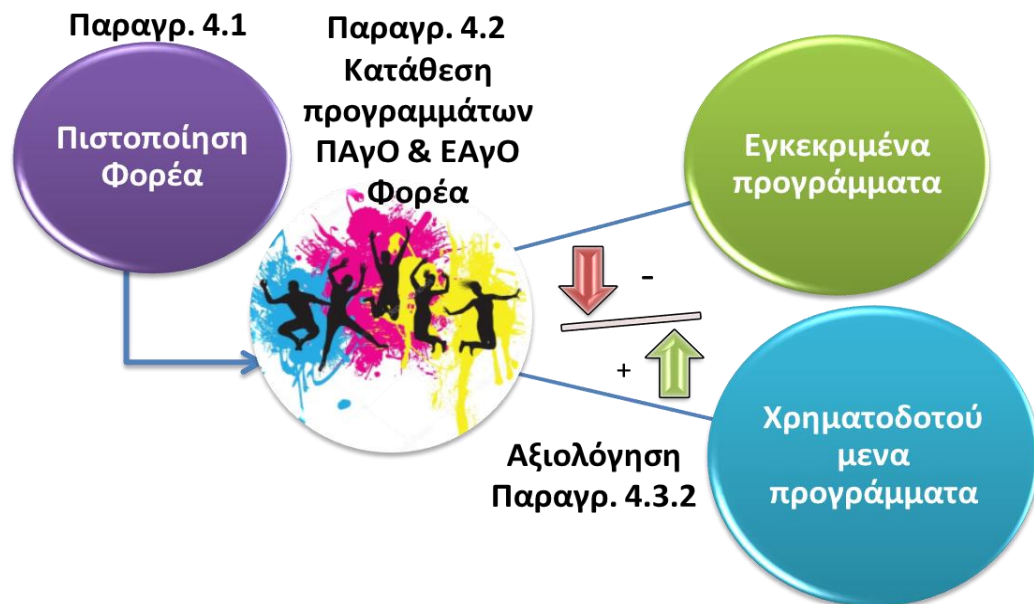 Παραγρ. 4.1
Πιστοποίηση
Φορέα
Παραγρ. 4.2
Κατάθεση
προγραμμάτων
ΠΑγΟ & ΕΑγΟ
Φορέα
Εγκεκριμένα
προγράμματα
-
+
Χρηματοδοτού
μενα
προγράμματα
Αξιολόγηση
Παραγρ. 4.3.2